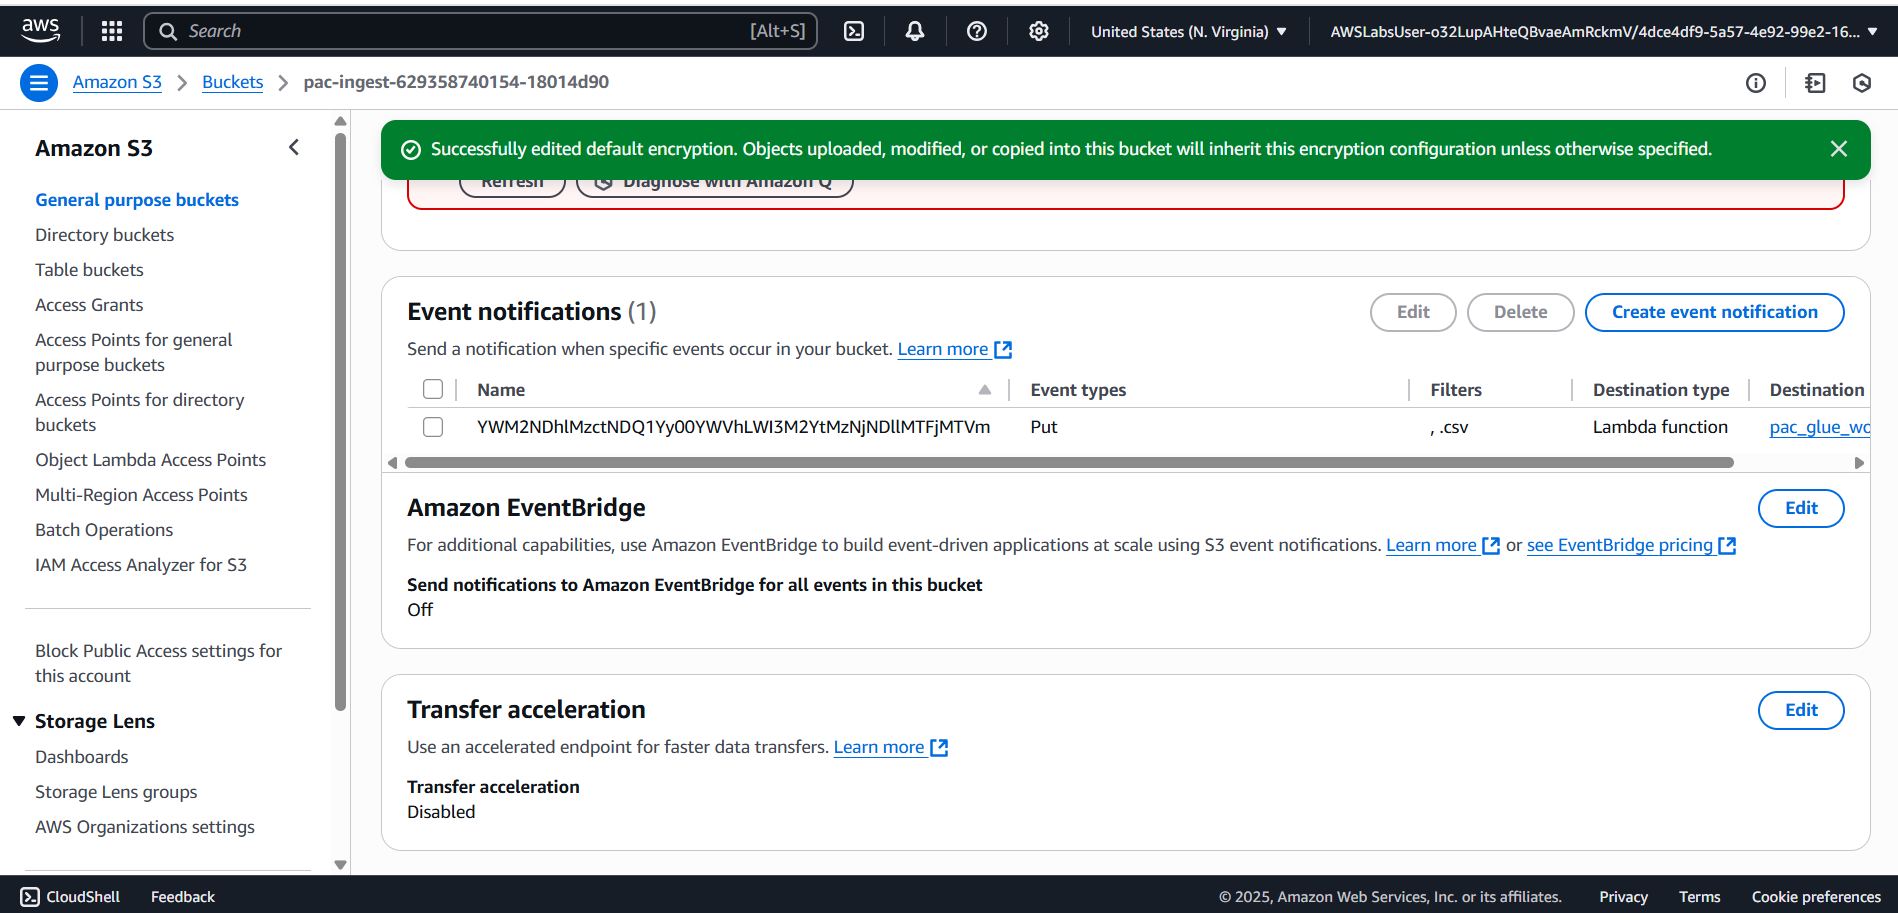 aws
Search [Alt+S]
United States (N. Virginia)
AWSLabsUser-o32LupAHteQBvaeAmRckmV/4dce4df9-5a57-4e92-99e2-16...
Amazon S3 > Buckets > pac-ingest-629358740154-18014d90
Amazon S3
General purpose buckets
Directory buckets
Table buckets
Access Grants
Access Points for general
purpose buckets
Access Points for directory
buckets
Object Lambda Access Points
Multi-Region Access Points
Batch Operations
IAM Access Analyzer for S3
Block Public Access settings for
this account
Storage Lens
Dashboards
Storage Lens groups
AWS Organizations settings
Successfully edited default encryption. Objects uploaded, modified, or copied into this bucket will inherit this encryption configuration unless otherwise specified.
Refresh Diagnose with Amazon Q
Event notifications (1)
Edit Delete Create event notification
Send a notification when specific events occur in your bucket. Learn more
Name Event types Filters Destination type Destination
YWM2NDhlMzctNDQ1Yy00YWVhLWI3M2YtMzNjNDllMTFjMTVm Put , .csv Lambda function pac_glue_wo
Amazon EventBridge
Edit
For additional capabilities, use Amazon EventBridge to build event-driven applications at scale using S3 event notifications. Learn more or see EventBridge pricing
Send notifications to Amazon EventBridge for all events in this bucket
Off
Transfer acceleration
Edit
Use an accelerated endpoint for faster data transfers. Learn more
Transfer acceleration
Disabled
CloudShell Feedback © 2025, Amazon Web Services, Inc. or its affiliates. Privacy Terms Cookie preferences